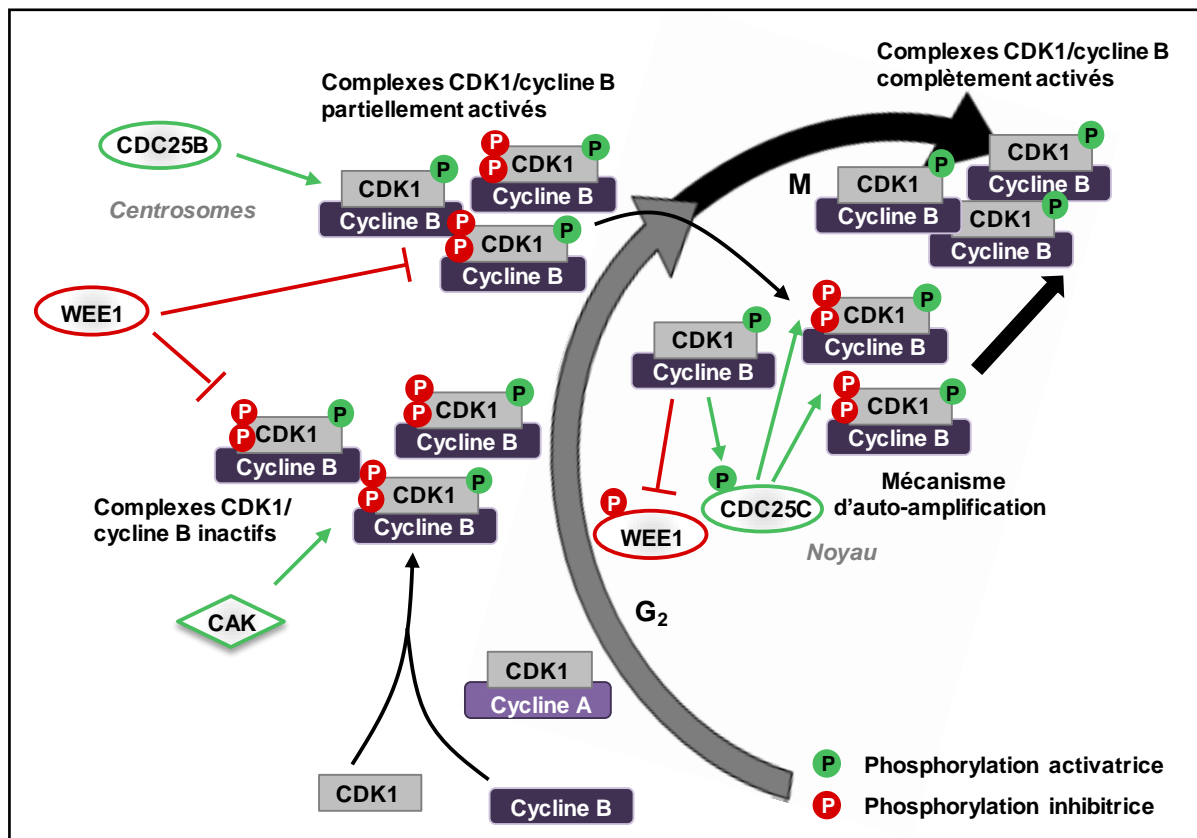 Complexes CDK1/cycline B
partiellement activés
Complexes CDK1/cycline B
complètement activés
CDC25B
Centrosomes
P
CDK1
Cycline B
P
P
P
CDK1
Cycline B
P
P
P
CDK1
Cycline B
M
P
CDK1
Cycline B
P
CDK1
Cycline B
P
CDK1
Cycline B
WEE1
P
CDK1
Cycline B
P
P
P
CDK1
Cycline B
P
P
P
CDK1
Cycline B
P
P
P
CDK1
Cycline B
P
P
P
CDK1
Cycline B
P
P
P
CDK1
Cycline B
Complexes CDK1/
cycline B inactifs
Mécanisme
d'auto-amplification
P
CDC25C
P
WEE1
Noyau
CAK
G2
CDK1
Cycline A
CDK1
Cycline B
P Phosphorylation activatrice
P Phosphorylation inhibitrice